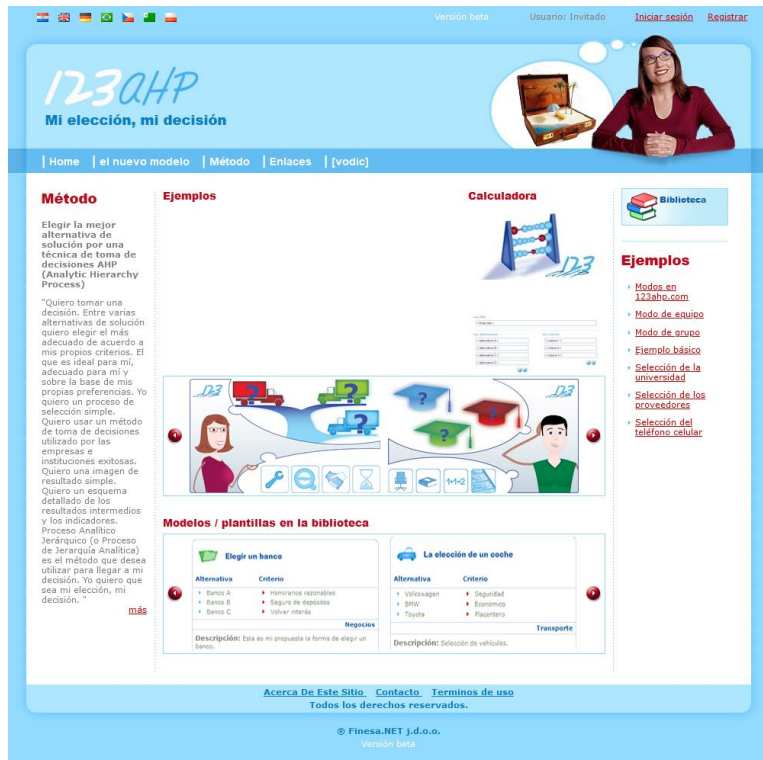 Versión beta
Usuario: Invitado
Iniciar sesión
Registrar
123AHP
Mi elección, mi decisión
Home
el nuevo modelo
Método
Enlaces
[vodic]
Método
Elegir la mejor
alternativa de
solución por una
técnica de toma de
decisiones AHP
(Analytic Hierarchy
Process)
"Quiero tomar una
decisión. Entre varias
alternativas de solución
quiero elegir el más
adecuado de acuerdo a
mis propios criterios. El
que es ideal para mí,
adecuado para mí y
sobre la base de mis
propias preferencias. Yo
quiero un proceso de
selección simple.
Quiero usar un método
de toma de decisiones
utilizado por las
empresas e
instituciones exitosas.
Quiero una imagen de
resultado simple.
Quiero un esquema
detallado de los
resultados intermedios
y los indicadores.
Proceso Analítico
Jerárquico (o Proceso
de Jerarquía Analítica)
es el método que desea
utilizar para llegar a mi
decisión. Yo quiero que
sea mi elección, mi
decisión. "
más
Ejemplos
Calculadora
123
123
? ? ?
123
? ? ?
1+1=2
Modelos / plantillas en la biblioteca
Elegir un banco
Alternativa Criterio
Banco A Honorarios razonables
Banco B Seguro de depósitos
Banco C Volver interés
Negocios
Descripción: Esta es mi propuesta la forma de elegir un
banco.
La elección de un coche
Alternativa Criterio
Volkswagen Seguridad
BMW Económico
Toyota Placentero
Transporte
Descripción: Selección de vehículos.
Biblioteca
Ejemplos
Modos en
123ahp.com
Modo de equipo
Modo de grupo
Ejemplo básico
Selección de la
universidad
Selección de los
proveedores
Selección del
teléfono celular
Acerca De Este Sitio Contacto Terminos de uso
Todos los derechos reservados.
® Finesa.NET j.d.o.o.
Versión beta